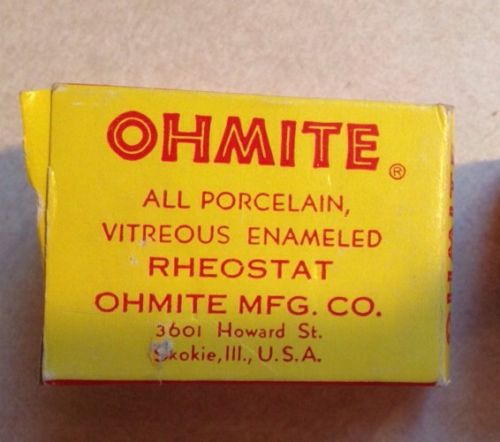 OHMITE®
ALL PORCELAIN,
VITREOUS ENAMELED
RHEOSTAT
OHMITE MFG. CO.
3601 Howard St.
Skokie, Ill., U.S.A.